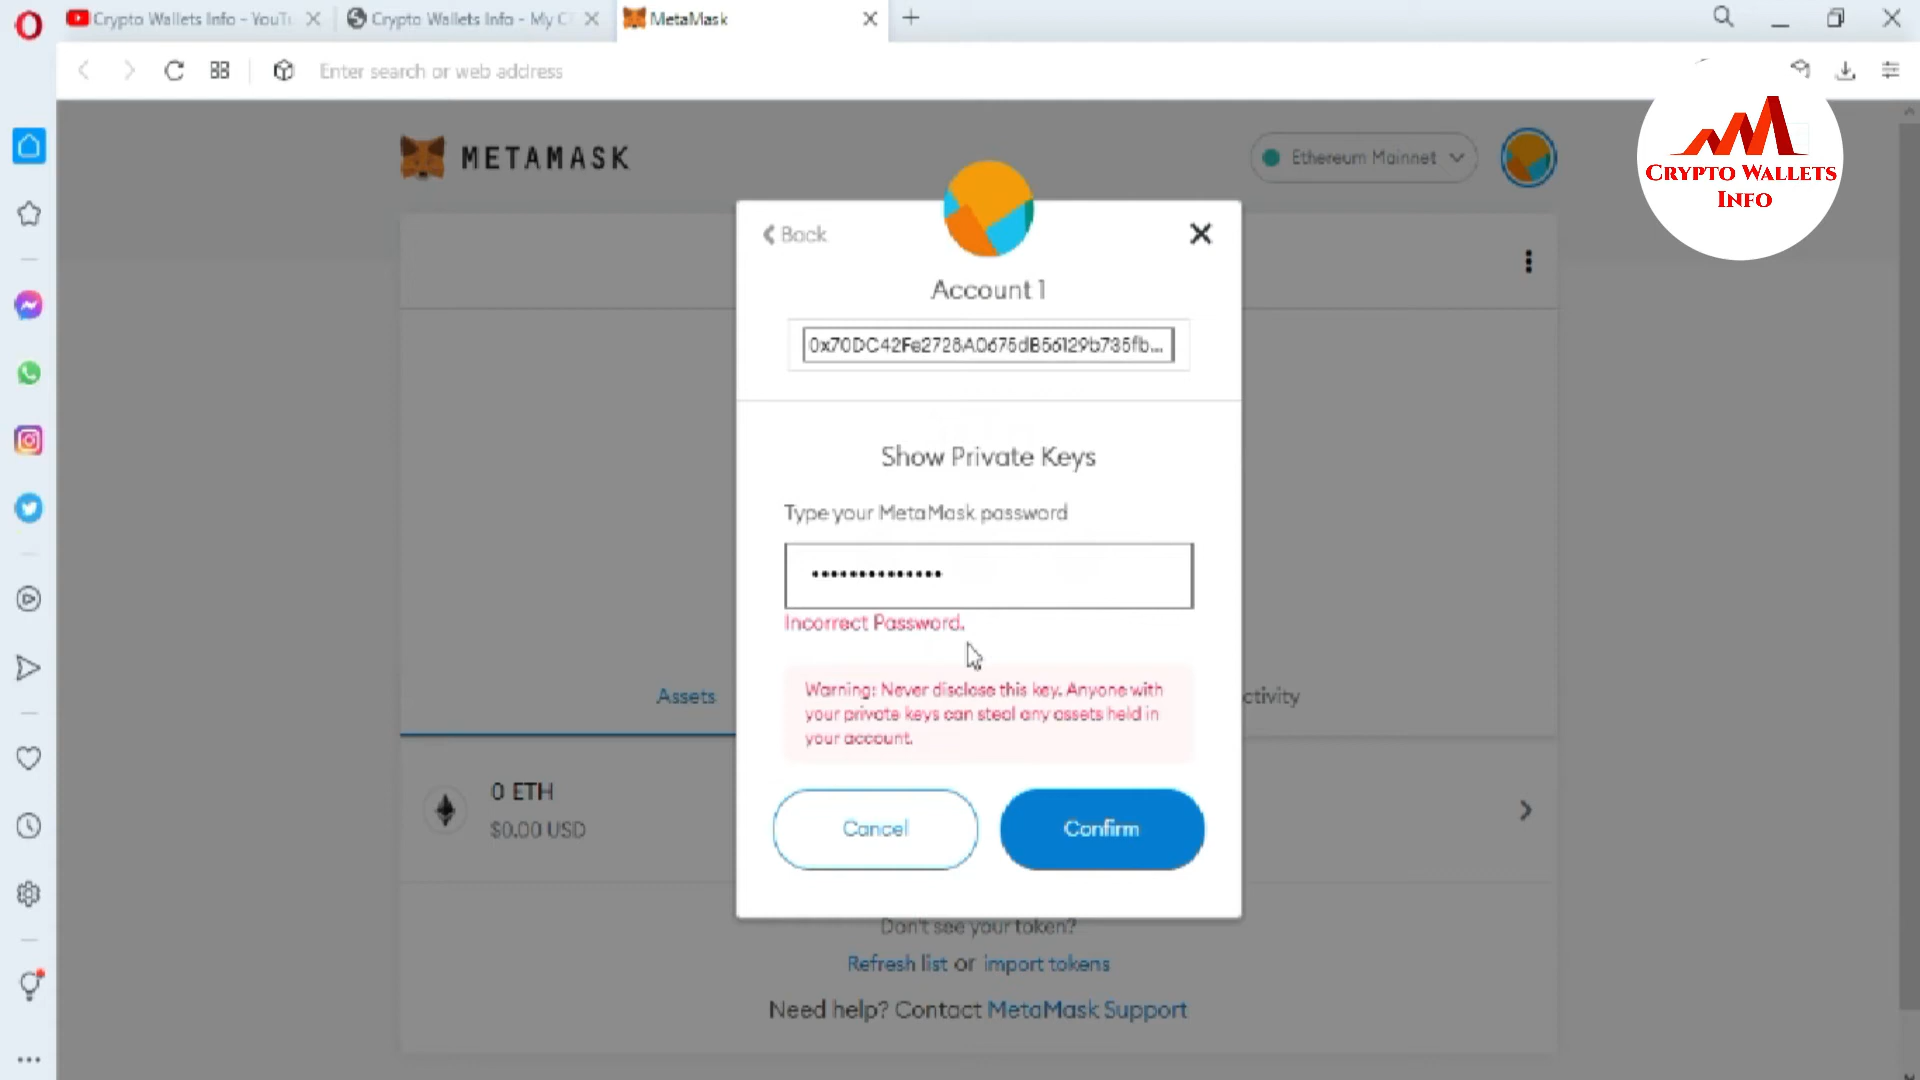 Crypto Wallets Info - YouTu
Crypto Wallets Info - My C
MetaMask
Enter search or web address
METAMASK
Ethereum Mainnet
CRYPTO WALLETS
INFO
Back
Account 1
0x70DC42Fe2728A0675dB56129b735fb...
Show Private Keys
Type your MetaMask password
••••••••••••••
Incorrect Password.
Warning: Never disclose this key. Anyone with
your private keys can steal any assets held in
your account.
Assets
ctivity
Cancel
Confirm
0 ETH
$0.00 USD
Don't see your token?
Refresh list or import tokens
Need help? Contact MetaMask Support